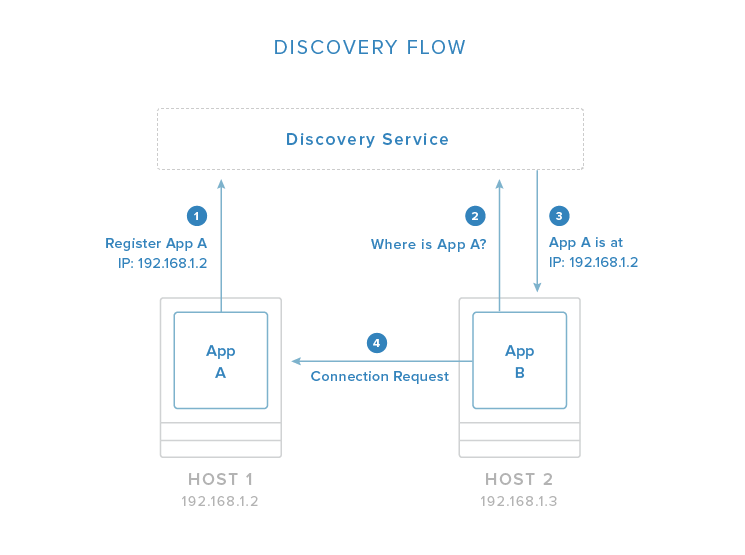 DISCOVERY FLOW
Discovery Service
1
Register App A
IP: 192.168.1.2
2
Where is App A?
3
App A is at
IP: 192.168.1.2
App
A
4
Connection Request
App
B
HOST 1
192.168.1.2
HOST 2
192.168.1.3